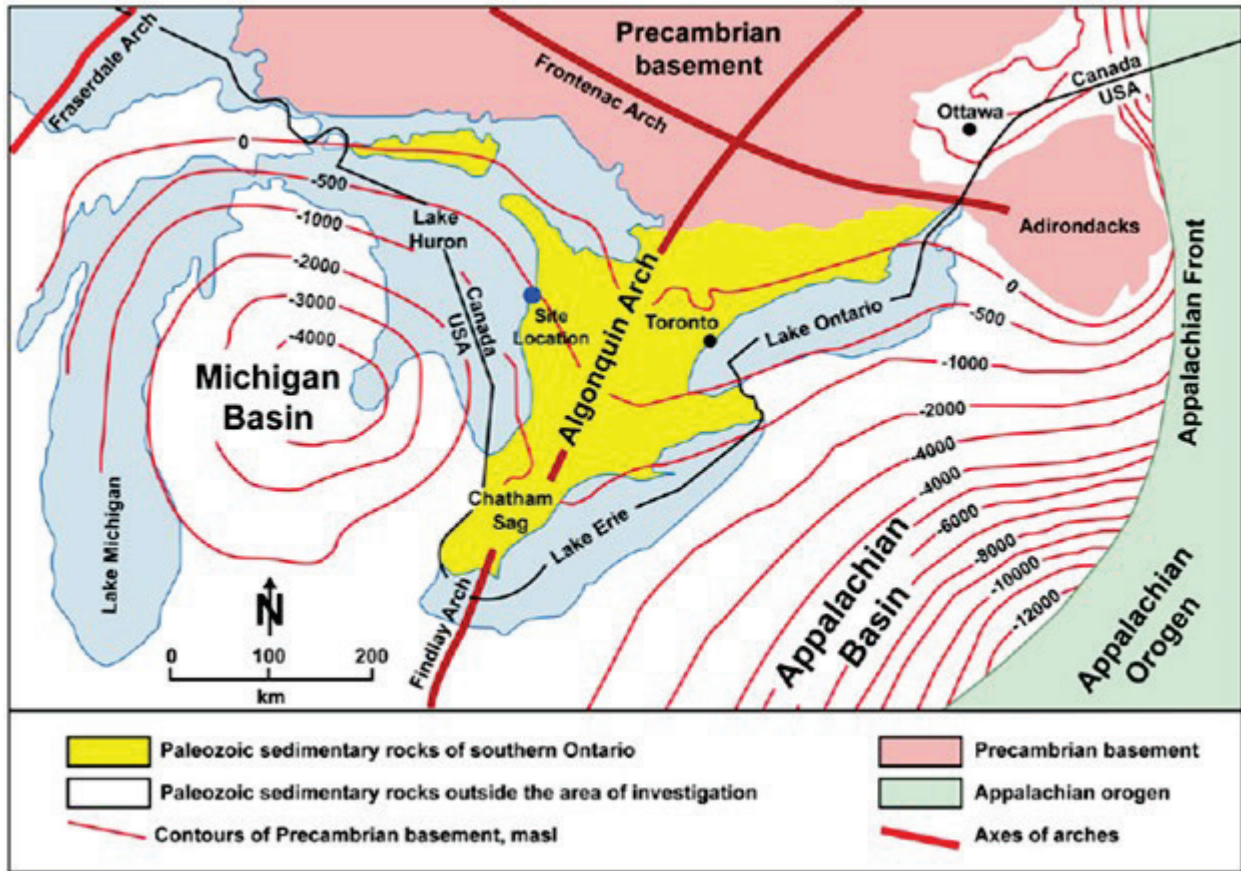 Fraserdale Arch
Precambrian
basement
Frontenac Arch
Canada
USA
Ottawa
Adirondacks
Appalachian Front
0
-500
-1000
-2000
-3000
-4000
Lake
Huron
Canada
USA
Site
Location
Michigan
Basin
Lake Michigan
Algonquin Arch
Toronto
Lake Ontario
0
-500
-1000
-2000
-4000
-4000
-6000
-8000
-10000
-12000
Chatham
Sag
Lake Erie
Findlay Arch
Appalachian
Basin
Appalachian
Orogen
N
0 100 200
km
Paleozoic sedimentary rocks of southern Ontario
Paleozoic sedimentary rocks outside the area of investigation
Contours of Precambrian basement, masl
Precambrian basement
Appalachian orogen
Axes of arches